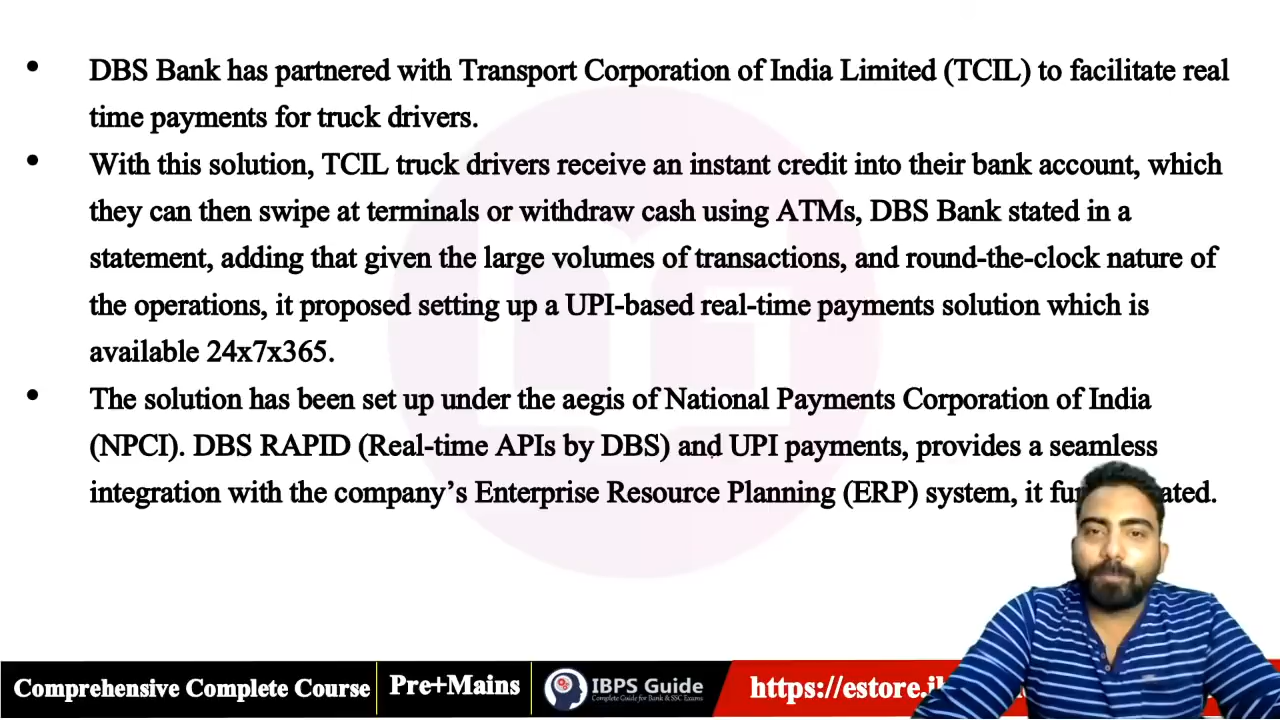 • DBS Bank has partnered with Transport Corporation of India Limited (TCIL) to facilitate real
time payments for truck drivers.
• With this solution, TCIL truck drivers receive an instant credit into their bank account, which
they can then swipe at terminals or withdraw cash using ATMs, DBS Bank stated in a
statement, adding that given the large volumes of transactions, and round-the-clock nature of
the operations, it proposed setting up a UPI-based real-time payments solution which is
available 24x7x365.
• The solution has been set up under the aegis of National Payments Corporation of India
(NPCI). DBS RAPID (Real-time APIs by DBS) and UPI payments, provides a seamless
integration with the company’s Enterprise Resource Planning (ERP) system, it
Comprehensive Complete Course
Pre+Mains
IBPS Guide
Complete Guide for Bank & SSC Exams
https://estore.i